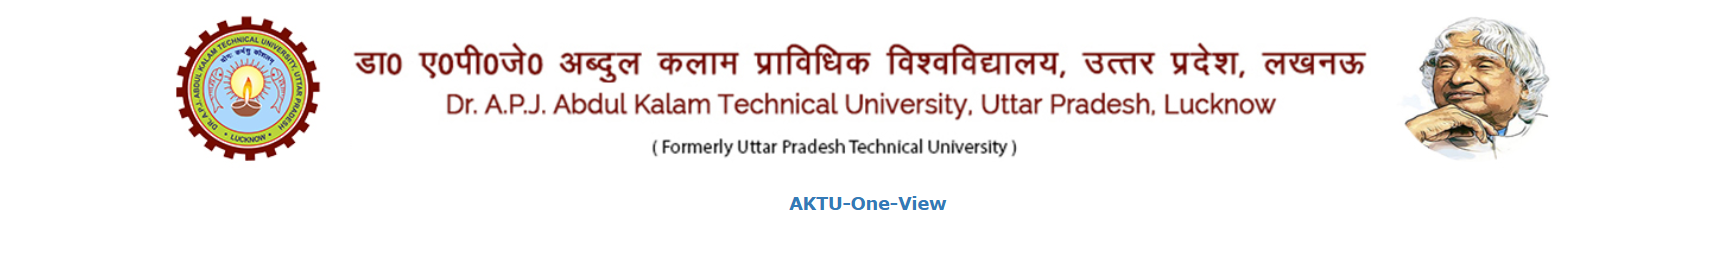 डा0 ए0पी0जे0 अब्दुल कलाम प्राविधिक विश्वविद्यालय, उत्तर प्रदेश, लखनऊ
Dr. A.P.J. Abdul Kalam Technical University, Uttar Pradesh, Lucknow
( Formerly Uttar Pradesh Technical University )
AKTU-One-View
DR. A.P.J. ABDUL KALAM TECHNICAL UNIVERSITY, UTTAR PRADESH
• LUCKNOW •